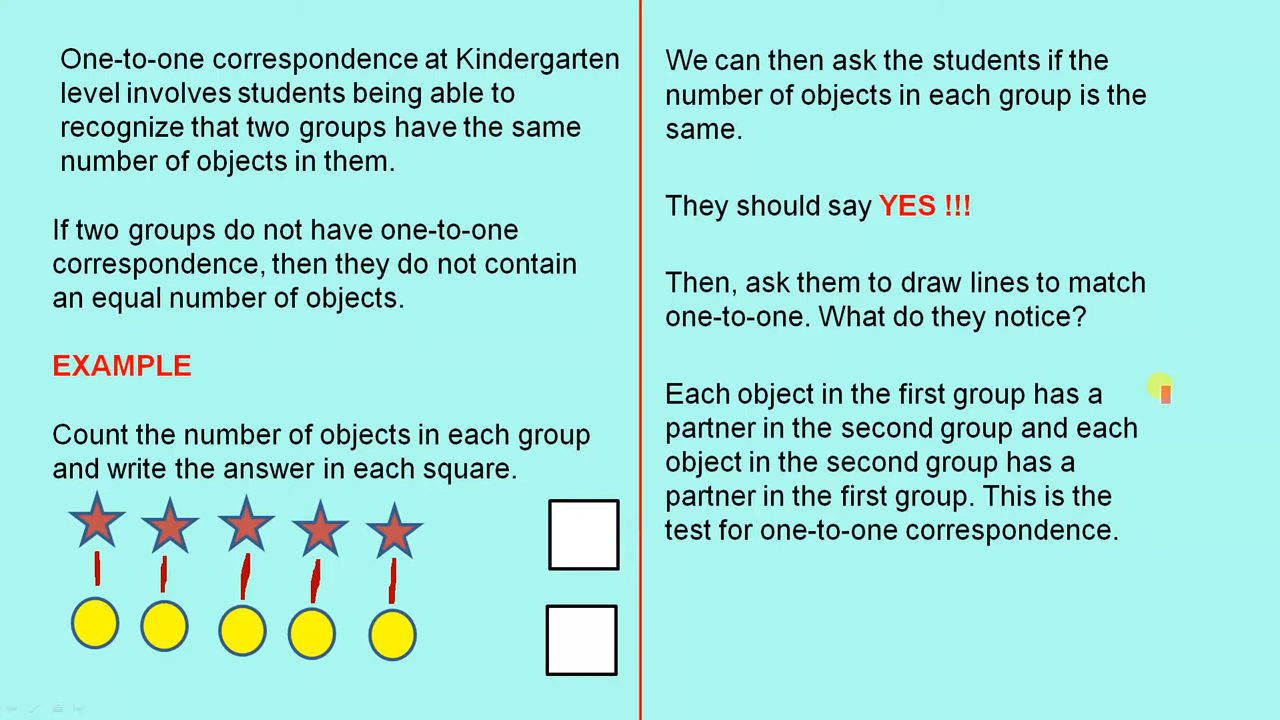 One-to-one correspondence at Kindergarten
level involves students being able to
recognize that two groups have the same
number of objects in them.
If two groups do not have one-to-one
correspondence, then they do not contain
an equal number of objects.
EXAMPLE
Count the number of objects in each group
and write the answer in each square.
We can then ask the students if the
number of objects in each group is the
same.
They should say YES !!!
Then, ask them to draw lines to match
one-to-one. What do they notice?
Each object in the first group has a
partner in the second group and each
object in the second group has a
partner in the first group. This is the
test for one-to-one correspondence.